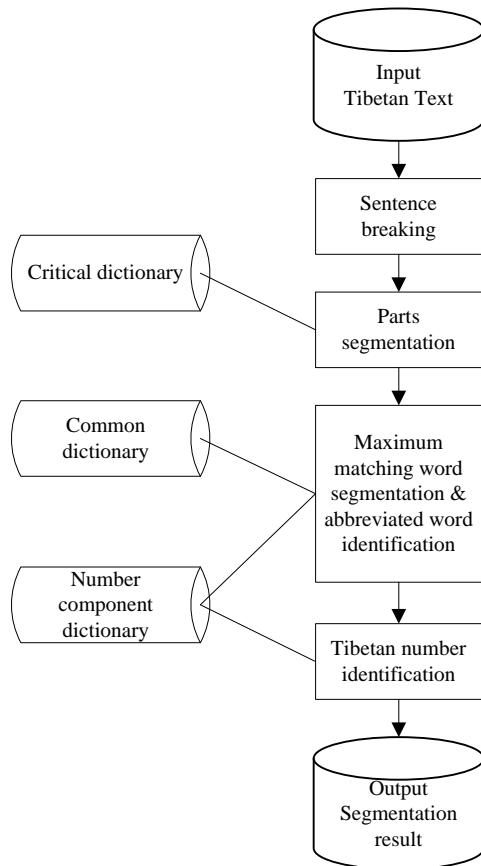 Input
Tibetan Text
Sentence
breaking
Critical dictionary
Parts
segmentation
Common
dictionary
Maximum
matching word
segmentation &
abbreviated word
identification
Number
component
dictionary
Tibetan number
identification
Output
Segmentation
result